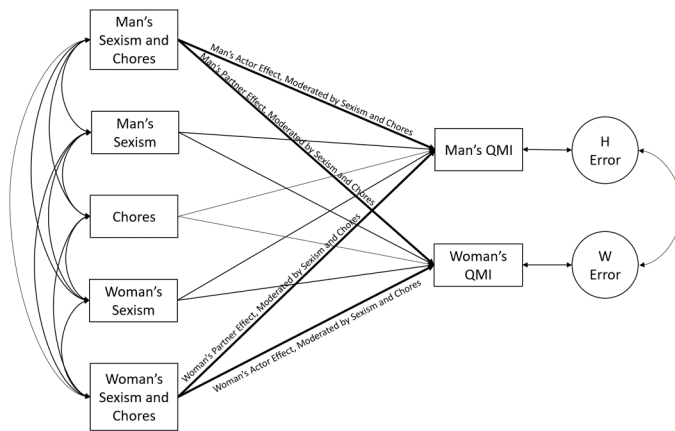 Man's
Sexism and
Chores
Man's Actor Effect, Moderated by Sexism and Chores
Man's Partner Effect, Moderated by Sexism and Chores
Man's
Sexism
Man's QMI
H
Error
Chores
Woman's
Sexism
Woman's
QMI
W
Error
Woman's Partner Effect, Moderated by Sexism and Chores
Woman's Actor Effect, Moderated by Sexism and Chores
Woman's
Sexism and
Chores